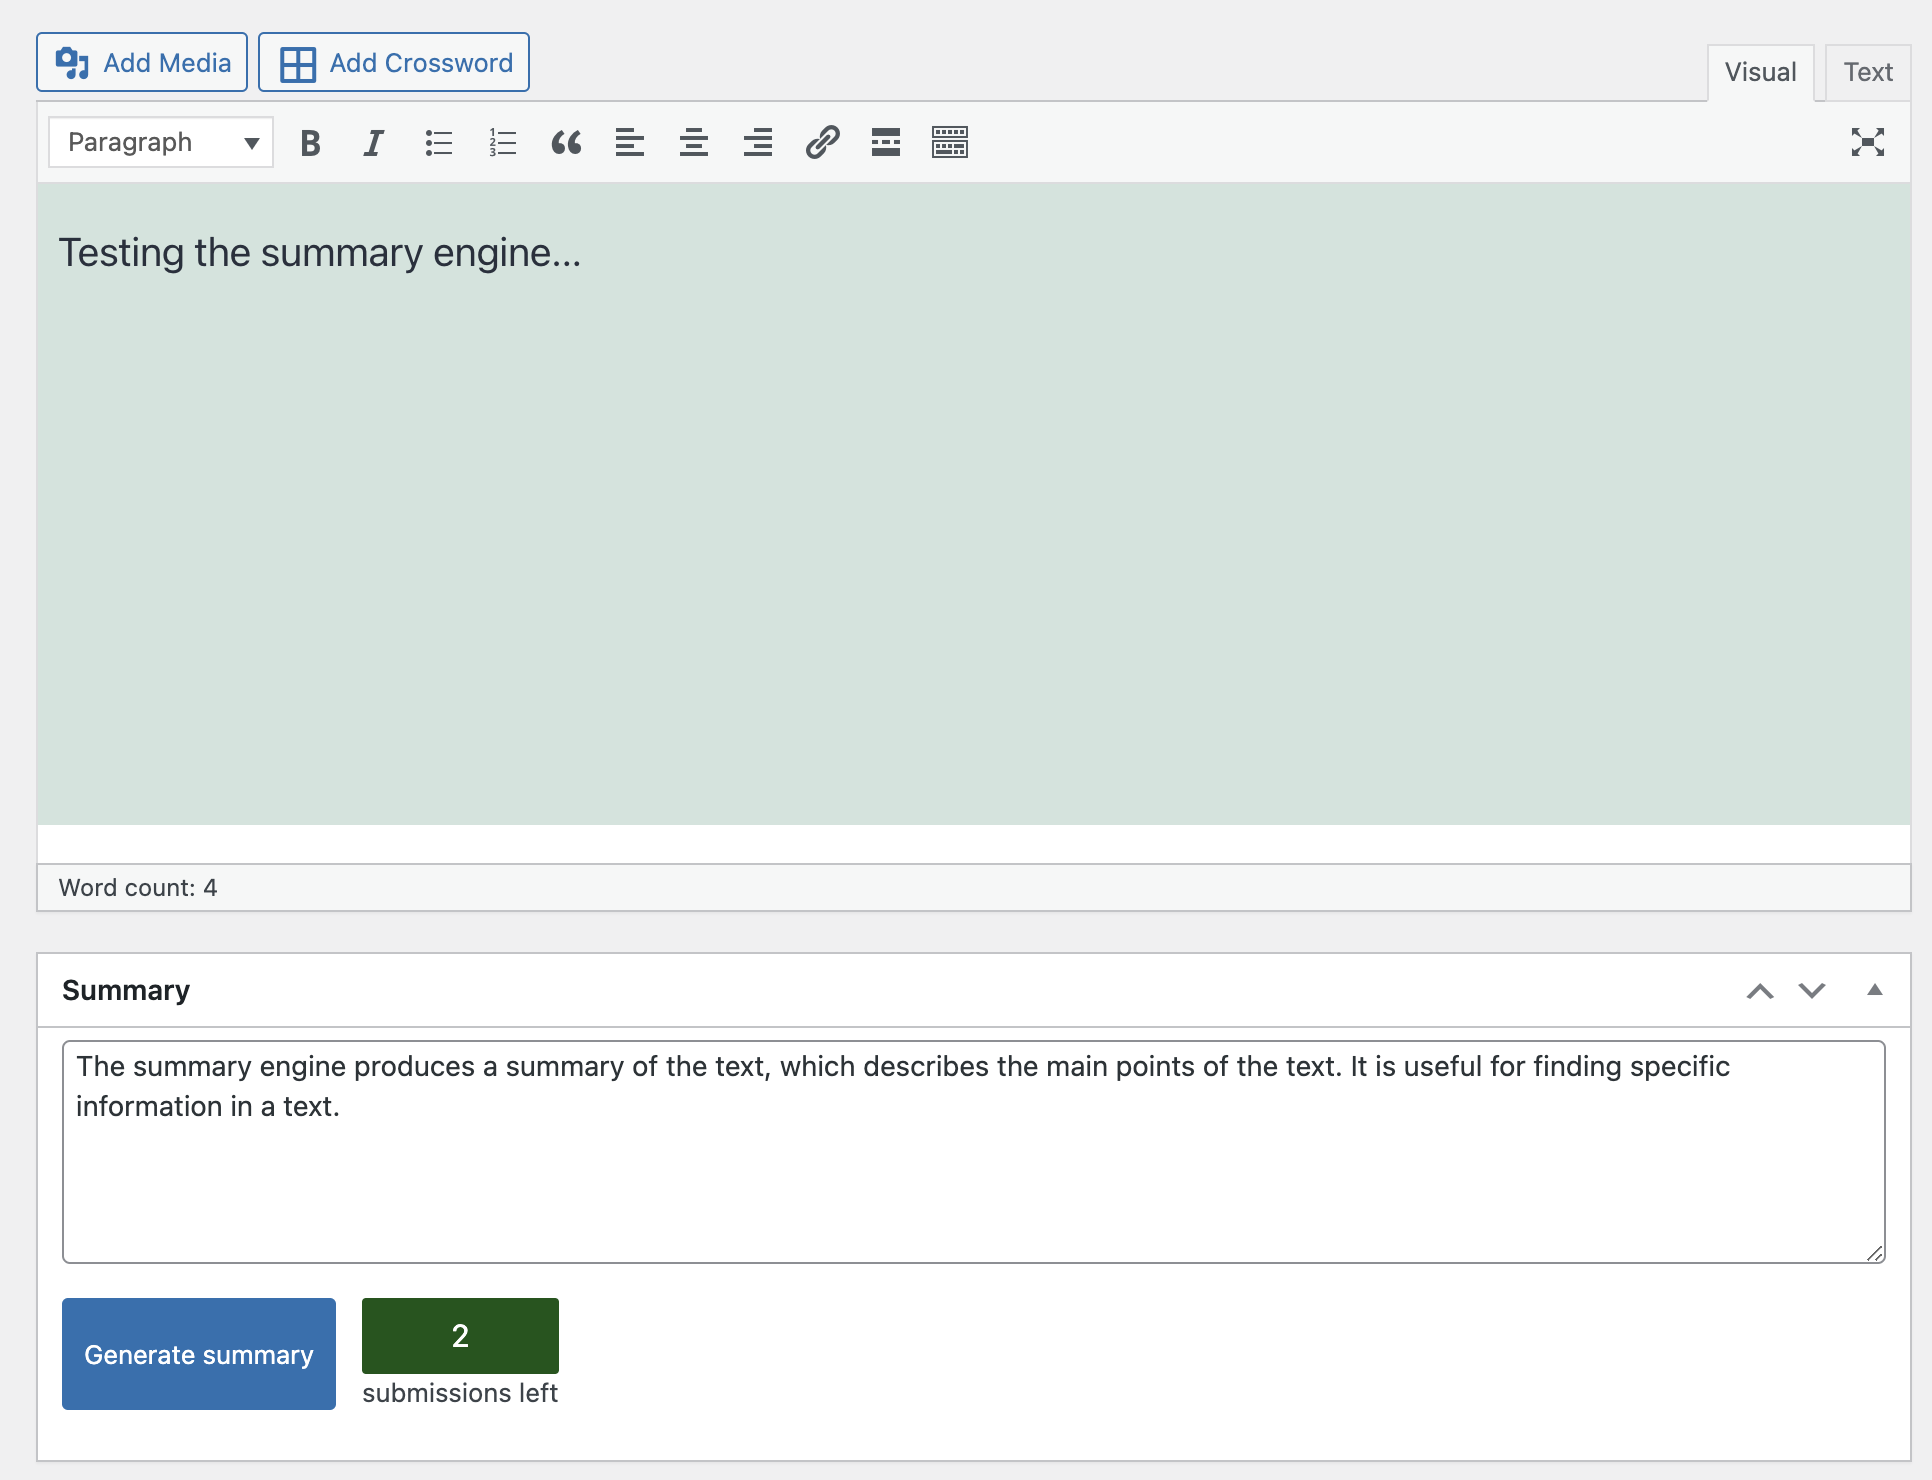 Add Media Add Crossword
Visual Text
Paragraph
Testing the summary engine...
Word count: 4
Summary
The summary engine produces a summary of the text, which describes the main points of the text. It is useful for finding specific
information in a text.
Generate summary
2
submissions left